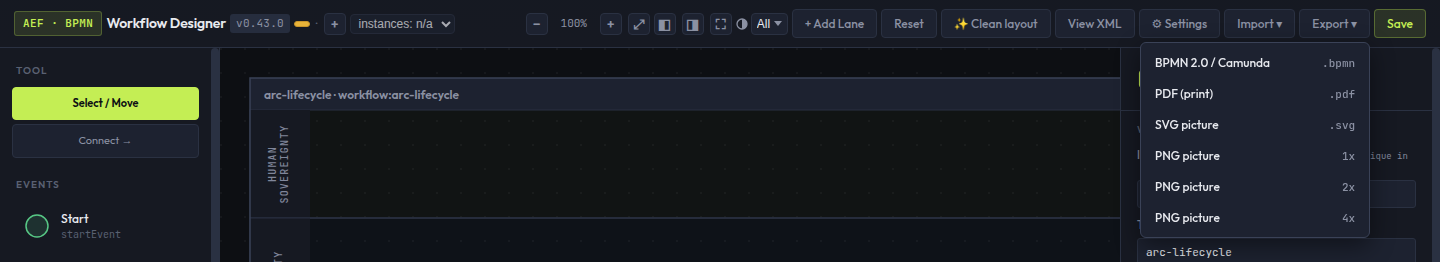 AEF · BPMN Workflow Designer v0.43.0 · + instances: n/a − 100% + All + Add Lane Reset ✨ Clean layout View XML ⚙ Settings Import ▾ Export ▾ Save
TOOL
Select / Move
Connect →
EVENTS
Start
startEvent
arc-lifecycle · workflow:arc-lifecycle
HUMAN
SOVEREIGNTY
BPMN 2.0 / Camunda .bpmn
PDF (print) .pdf
SVG picture .svg
PNG picture 1x
PNG picture 2x
PNG picture 4x
ique in
arc-lifecycle